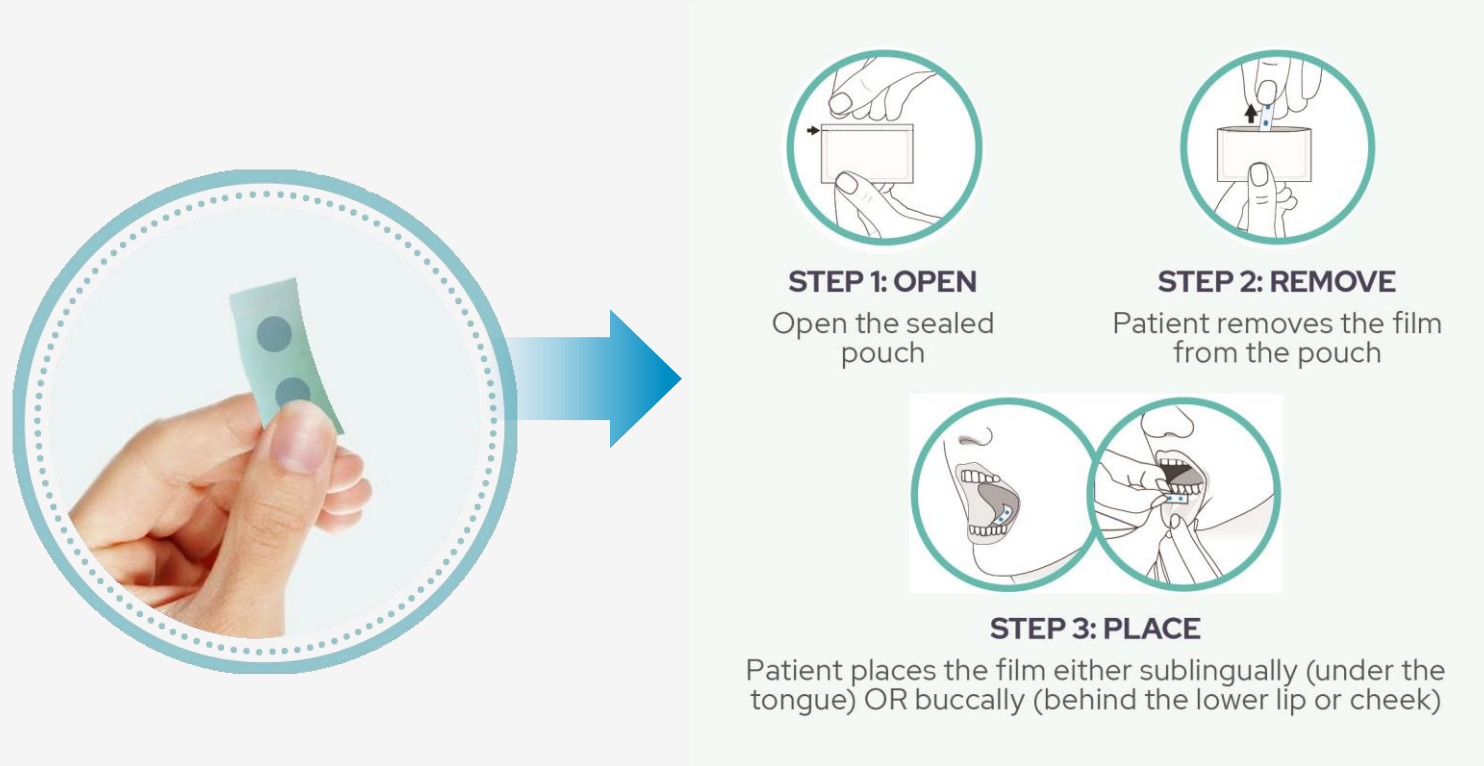 STEP 1: OPEN
Open the sealed
pouch
STEP 2: REMOVE
Patient removes the film
from the pouch
STEP 3: PLACE
Patient places the film either sublingually (under the
tongue) OR buccally (behind the lower lip or cheek)